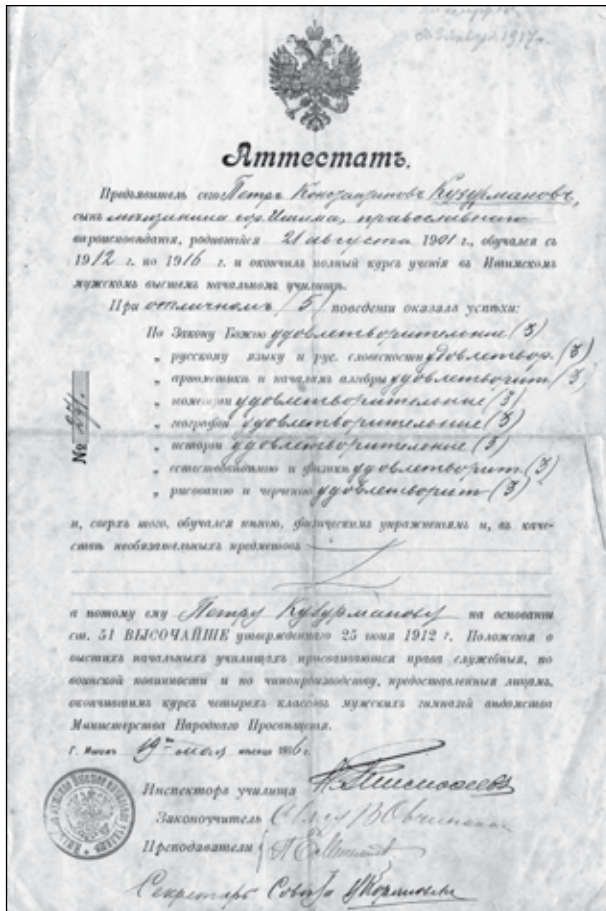 3 января 1917 г.
Аттестатъ.
Предъявитель сего Петръ Константиновъ
сынъ мѣщанина гор. Ишима, православнаго
вѣроисповѣданія, родившійся 21 августа 1901 г., обучался съ
1912 г. по 1916 г. и окончилъ полный курсъ ученія въ Ишимскомъ
мужскомъ высшемъ начальномъ училищѣ.
При отличномъ (5) поведеніи оказалъ успѣхи:
По Закону Божію удовлетворительные (3)
„ русскому языку и рус. словесности удовлетвор. (3)
„ ариѳметикѣ и началамъ алгебры удовлетворит. (3)
„ геометріи удовлетворительные (3)
„ географіи удовлетворительные (3)
„ исторіи удовлетворительные (3)
„ естествовѣдѣнію и физикѣ удовлетворит. (3)
„ рисованію и черченію удовлетворит. (3)
№
и, сверхъ того, обучался пѣнію, физическимъ упражненіямъ и, въ каче-
ствѣ необязательныхъ предметовъ
а потому ему Петру на основаніи
ст. 51 ВЫСОЧАЙШЕ утвержденнаго 25 іюня 1912 г. Положенія о
высшихъ начальныхъ училищахъ присваиваются права служебныя, по
воинской повинности и по чинопроизводству, предоставленныя лицамъ,
окончившимъ курсъ четырехъ классовъ мужскихъ гимназій вѣдомства
Министерства Народнаго Просвѣщенія.
Г. Ишимъ 19 мая мѣсяца 1916 г.
Инспекторъ училища
Законоучитель
Преподаватели
Секретарь Совѣта